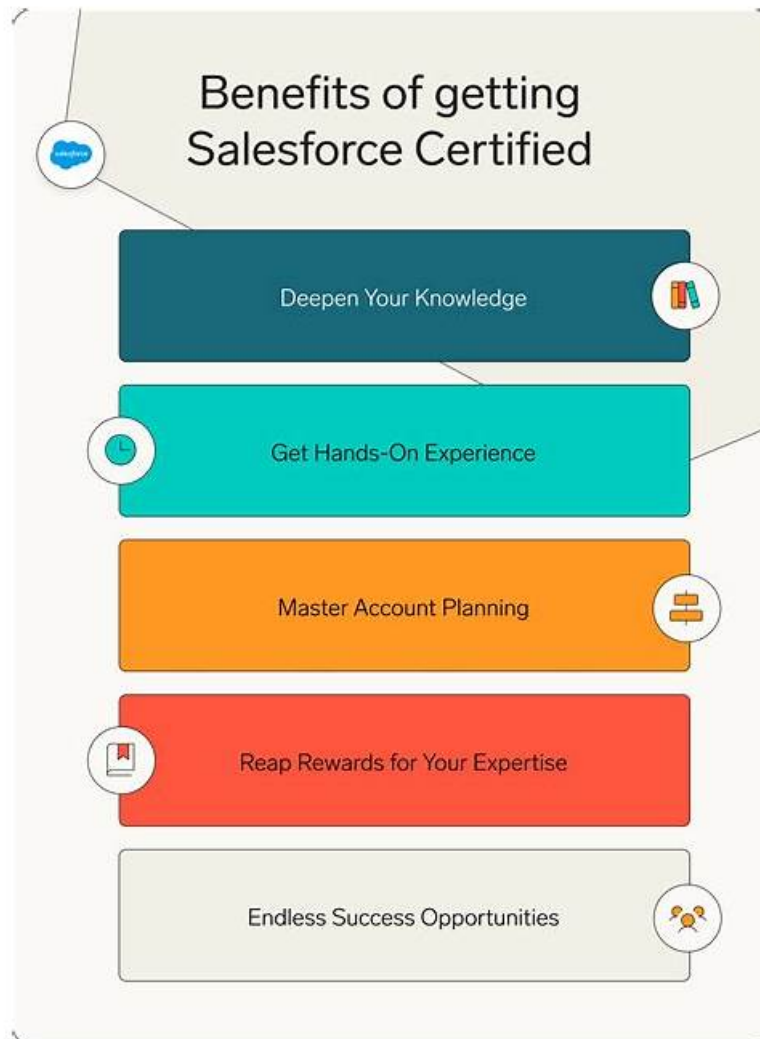 Benefits of getting
Salesforce Certified
salesforce
Deepen Your Knowledge
Get Hands-On Experience
Master Account Planning
Reap Rewards for Your Expertise
Endless Success Opportunities